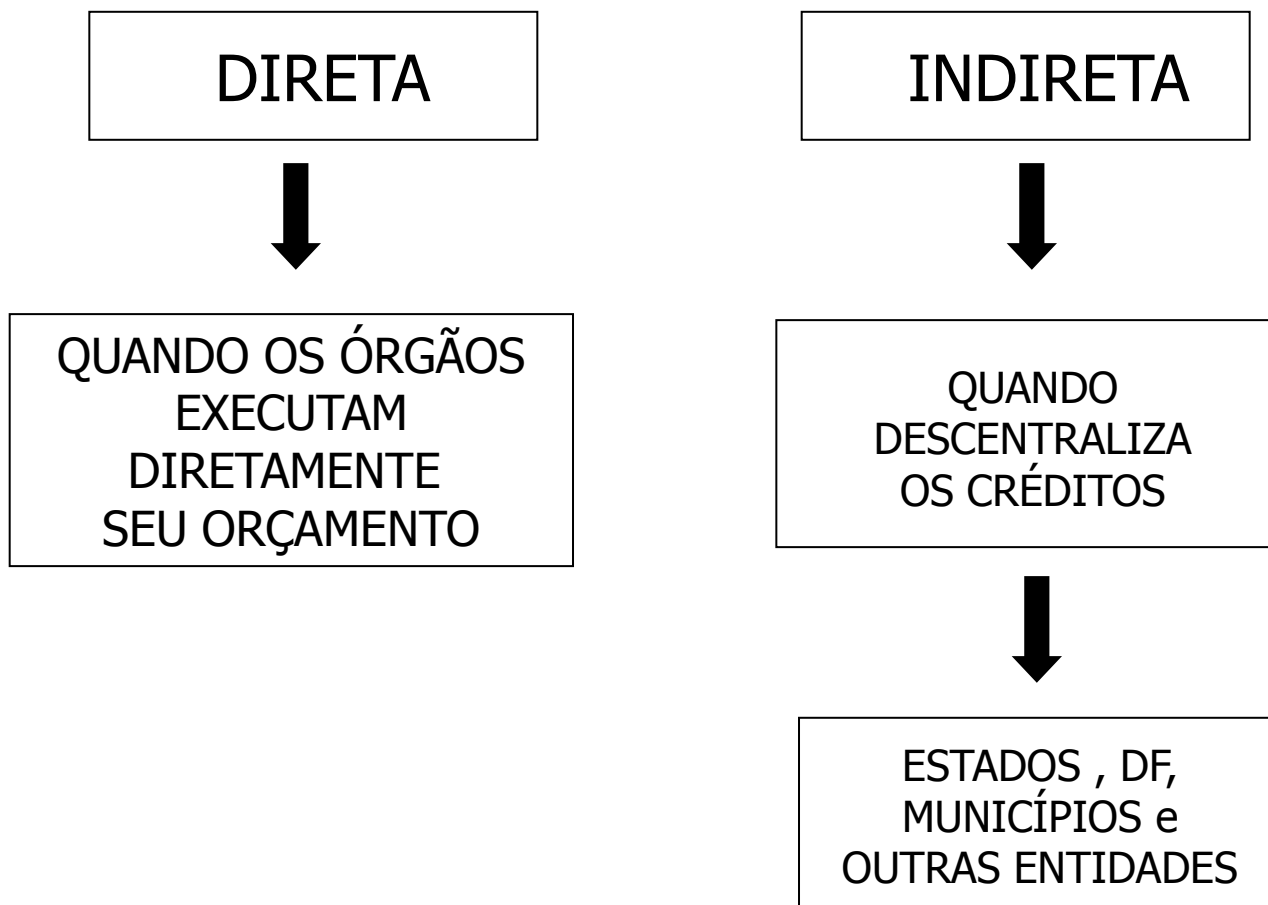 DIRETA
QUANDO OS ÓRGÃOS
EXECUTAM
DIRETAMENTE
SEU ORÇAMENTO
INDIRETA
QUANDO
DESCENTRALIZA
OS CRÉDITOS
ESTADOS , DF,
MUNICÍPIOS e
OUTRAS ENTIDADES